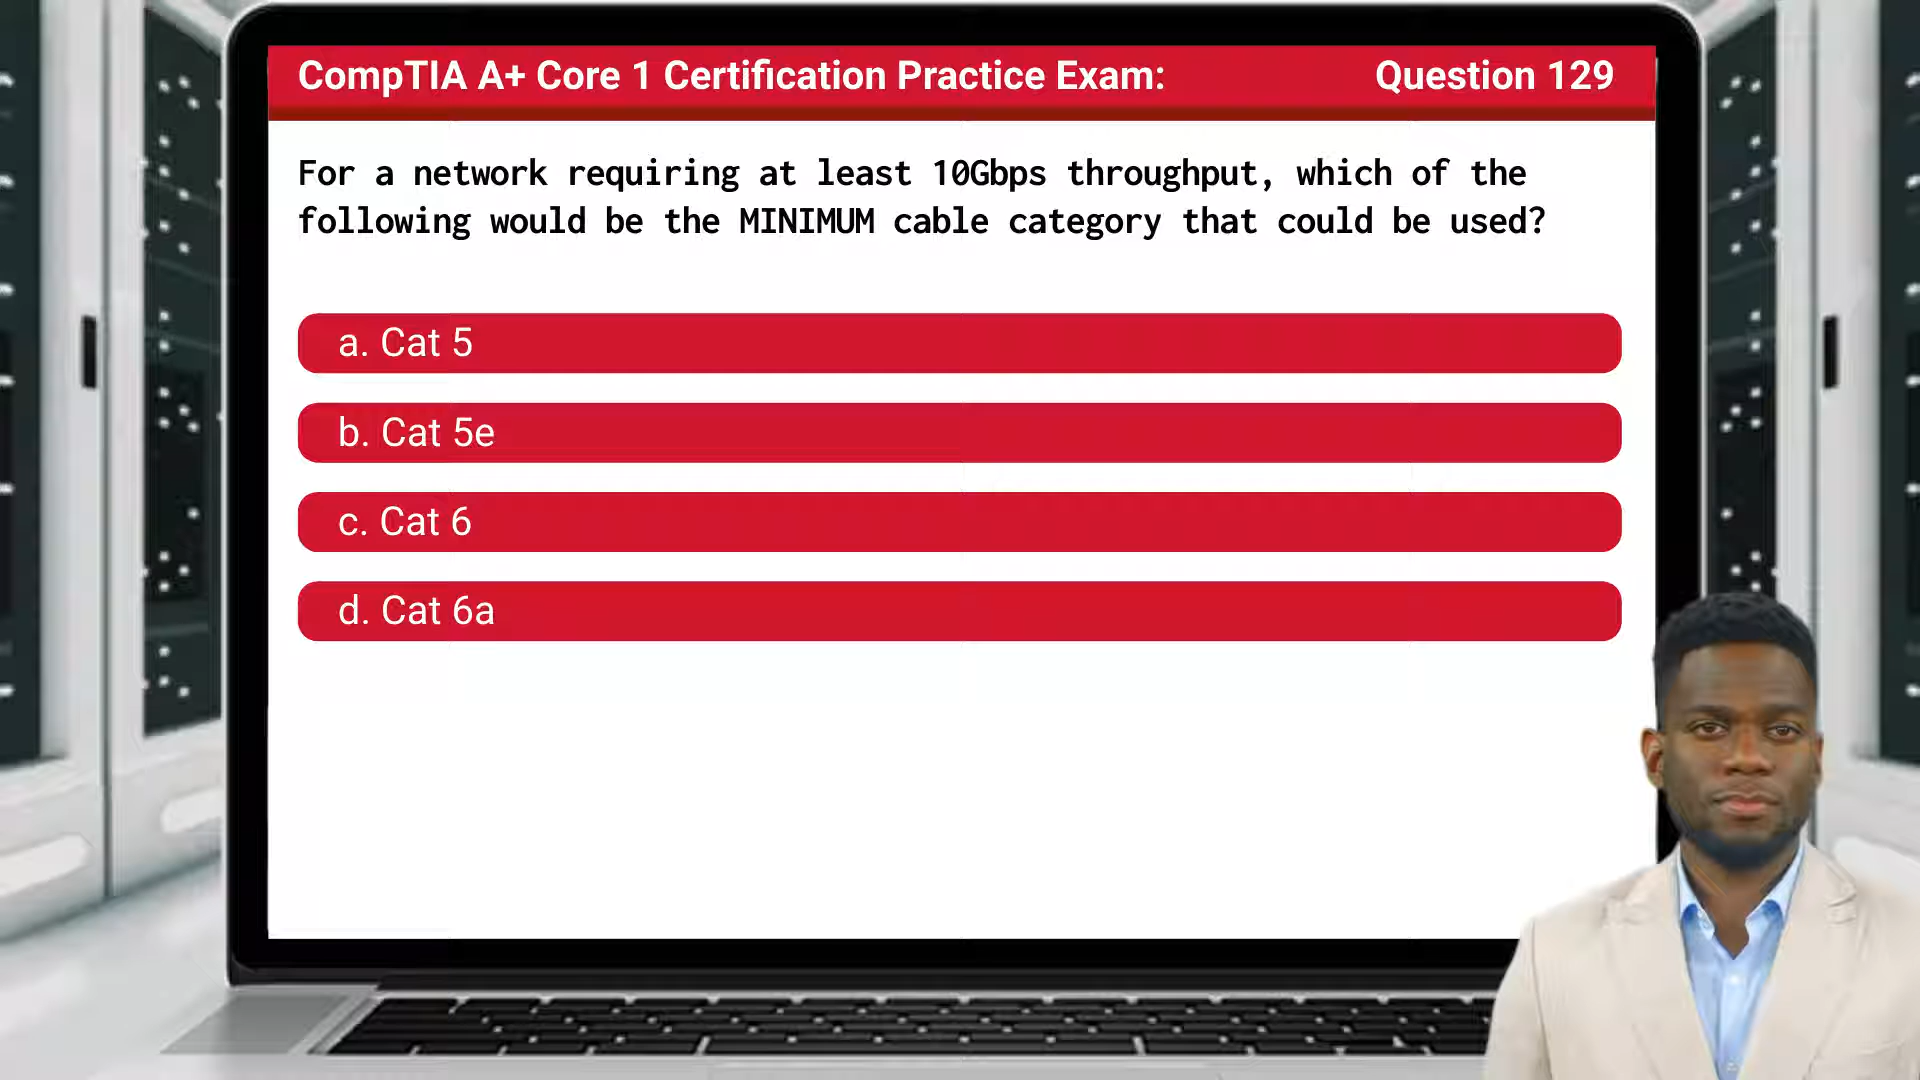 CompTIA A+ Core 1 Certification Practice Exam: Question 129
For a network requiring at least 10Gbps throughput, which of the
following would be the MINIMUM cable category that could be used?
a. Cat 5
b. Cat 5e
c. Cat 6
d. Cat 6a